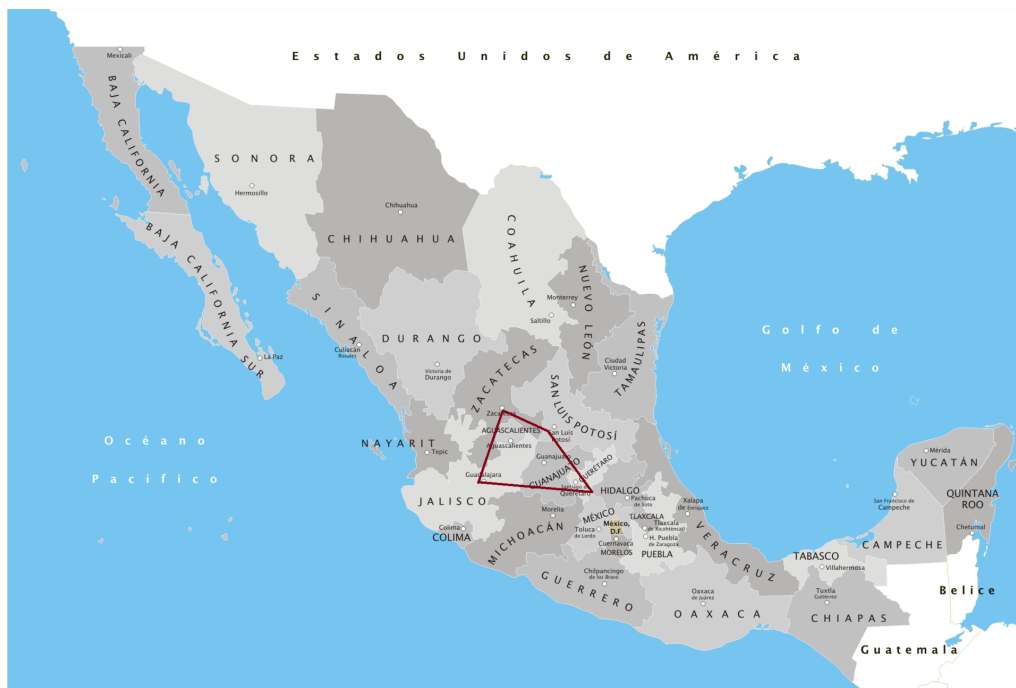 Estados Unidos de América
Mexicali
BAJA CALIFORNIA
SONORA
Hermosillo
Chihuahua
CHIHUAHUA
COAHUILA
BAJA CALIFORNIA SUR
La Paz
SINALOA
Culiacán
Rosales
DURANGO
Victoria de
Durango
NUEVO LEÓN
Monterrey
Saltillo
TAMAULIPAS
Ciudad
Victoria
Golfo de
México
ZACATECAS
Zacatecas
SAN LUIS POTOSÍ
San Luis
Potosí
AGUASCALIENTES
Aguascalientes
NAYARIT
Tepic
Océano
Pacífico
Guanajuato
GUANAJUATO
QUERÉTARO
Santiago de
Querétaro
Guadalajara
JALISCO
HIDALGO
Pachuca
de Soto
Colima
COLIMA
Morelia
MICHOACÁN
MÉXICO
Toluca
de Lerdo
México,
D.F.
Cuernavaca
MORELOS
TLAXCALA
Tlaxcala
de Xicohténcatl
H. Puebla
de Zaragoza
PUEBLA
Xalapa
de Enríquez
VERACRUZ
Chilpancingo
de los Bravo
GUERRERO
Oaxaca
de Juárez
OAXACA
TABASCO
Villahermosa
Tuxtla
Gutiérrez
CHIAPAS
Mérida
YUCATÁN
San Francisco de
Campeche
CAMPECHE
QUINTANA
ROO
Chetumal
Belice
Guatemala